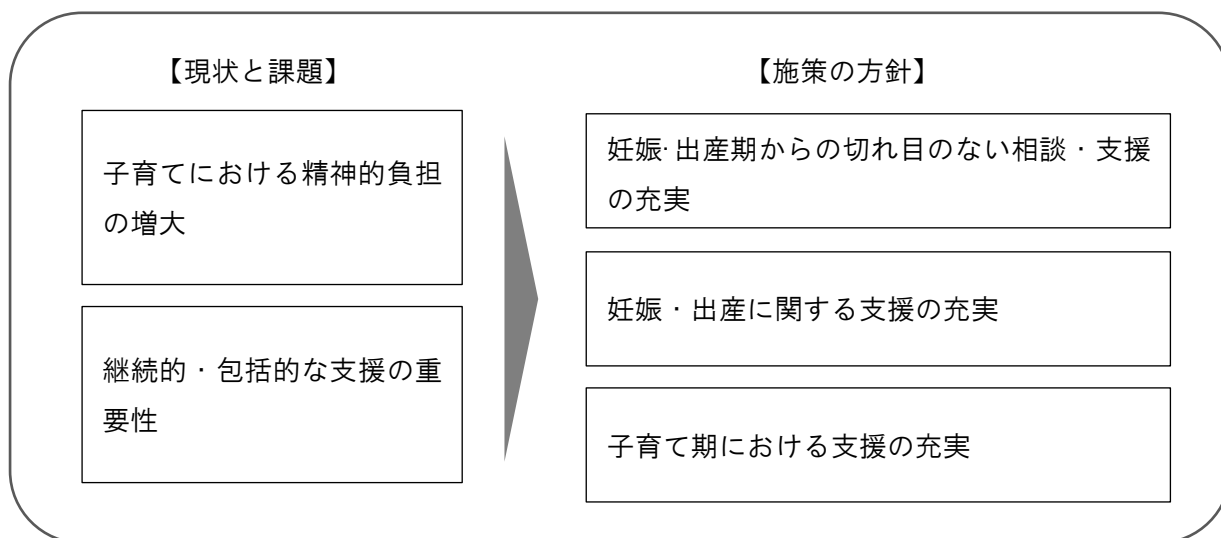 【現状と課題】
子育てにおける精神的負担
の増大
継続的・包括的な支援の重
要性
【施策の方針】
妊娠・出産期からの切れ目のない相談・支援
の充実
妊娠・出産に関する支援の充実
子育て期における支援の充実